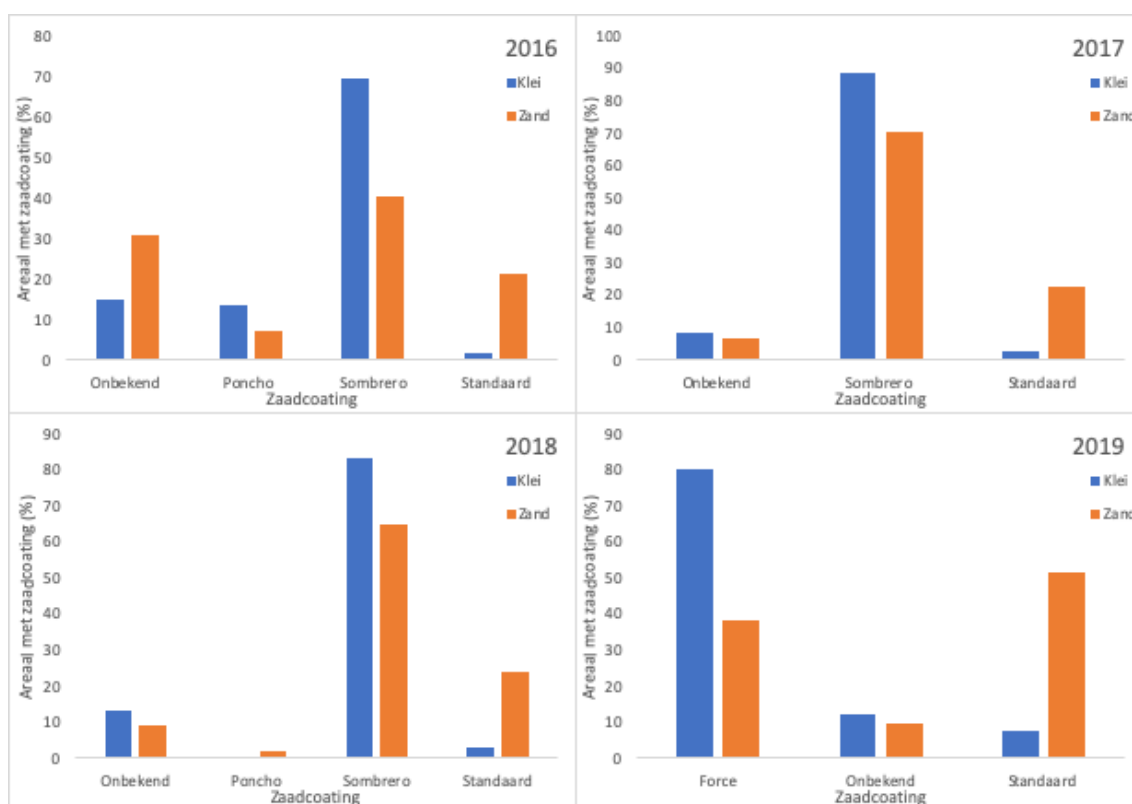 2016
Klei
Zand
Areaal met zaadcoating (%)
80
70
60
50
40
30
20
10
0
Onbekend Poncho Sombrero Standaard
Zaadcoating
2017
Klei
Zand
Areaal met zaadcoating (%)
100
90
80
70
60
50
40
30
20
10
0
Onbekend Sombrero Standaard
Zaadcoating
2018
Klei
Zand
Areaal met zaadcoating (%)
90
80
70
60
50
40
30
20
10
0
Onbekend Poncho Sombrero Standaard
Zaadcoating
2019
Klei
Zand
Areaal met zaadcoating (%)
90
80
70
60
50
40
30
20
10
0
Force Onbekend Standaard
Zaadcoating